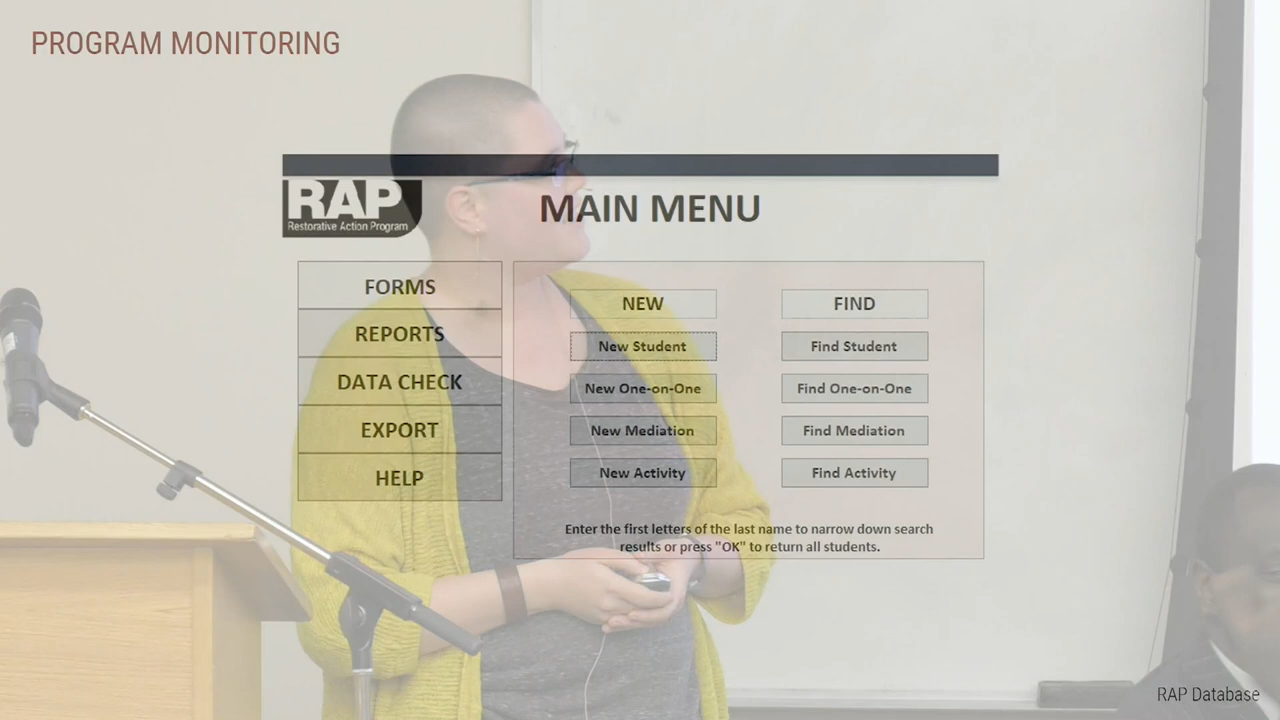 PROGRAM MONITORING
RAP
Restorative Action Program
MAIN MENU
FORMS
REPORTS
DATA CHECK
EXPORT
HELP
NEW
FIND
New Student
Find Student
New One-on-One
Find One-on-One
New Mediation
Find Mediation
New Activity
Find Activity
Enter the first letters of the last name to narrow down search
results or press "OK" to return all students.
RAP Database